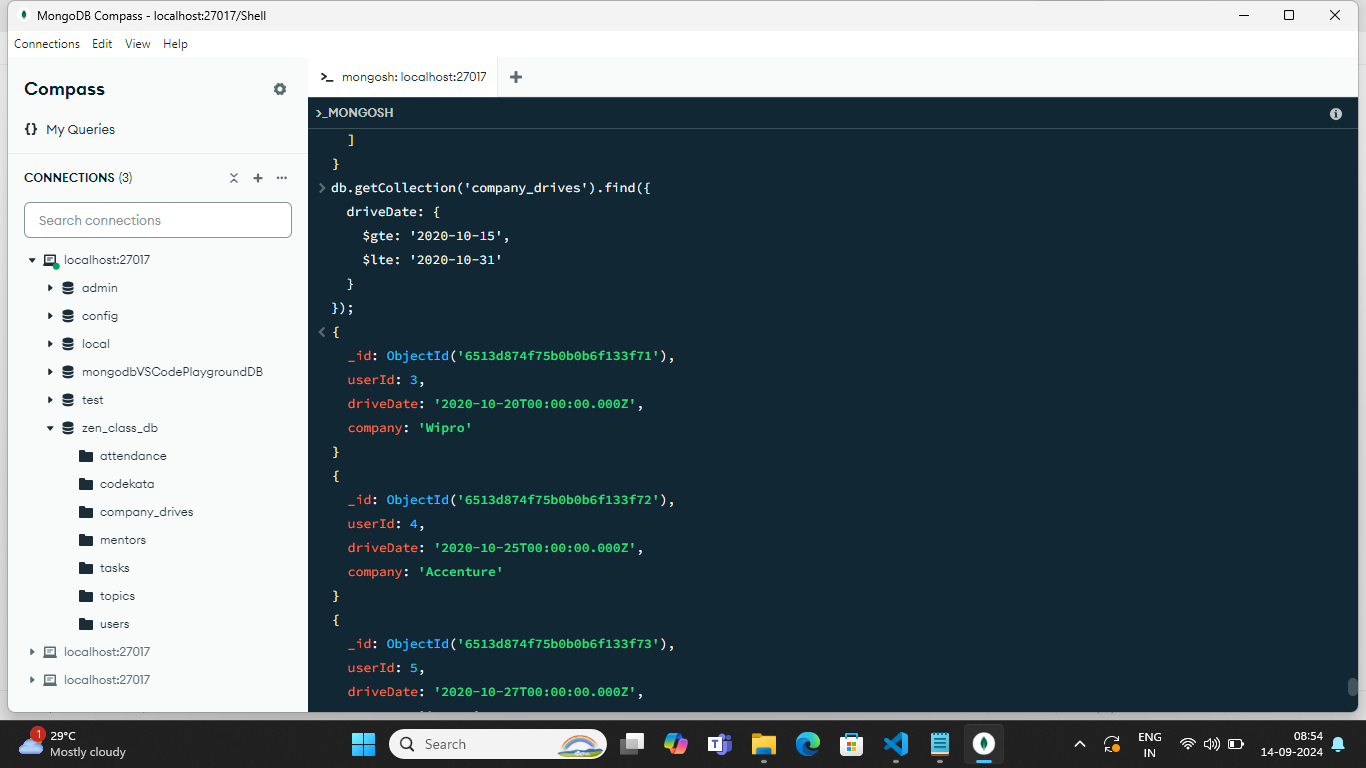 MongoDB Compass - localhost:27017/Shell
Connections Edit View Help
Compass
{} My Queries
CONNECTIONS (3)
Search connections
localhost:27017
admin
config
local
mongodbVSCodePlaygroundDB
test
zen_class_db
attendance
codekata
company_drives
mentors
tasks
topics
users
localhost:27017
localhost:27017
>_ mongosh: localhost:27017
>_MONGOSH
]
}
> db.getCollection('company_drives').find({
driveDate: {
$gte: '2020-10-15',
$lte: '2020-10-31'
}
});
< {
_id: ObjectId('6513d874f75b0b0b6f133f71'),
userId: 3,
driveDate: '2020-10-20T00:00:00.000Z',
company: 'Wipro'
}
{
_id: ObjectId('6513d874f75b0b0b6f133f72'),
userId: 4,
driveDate: '2020-10-25T00:00:00.000Z',
company: 'Accenture'
}
{
_id: ObjectId('6513d874f75b0b0b6f133f73'),
userId: 5,
driveDate: '2020-10-27T00:00:00.000Z',
1
29°C
Mostly cloudy
Search
ENG
IN
08:54
14-09-2024